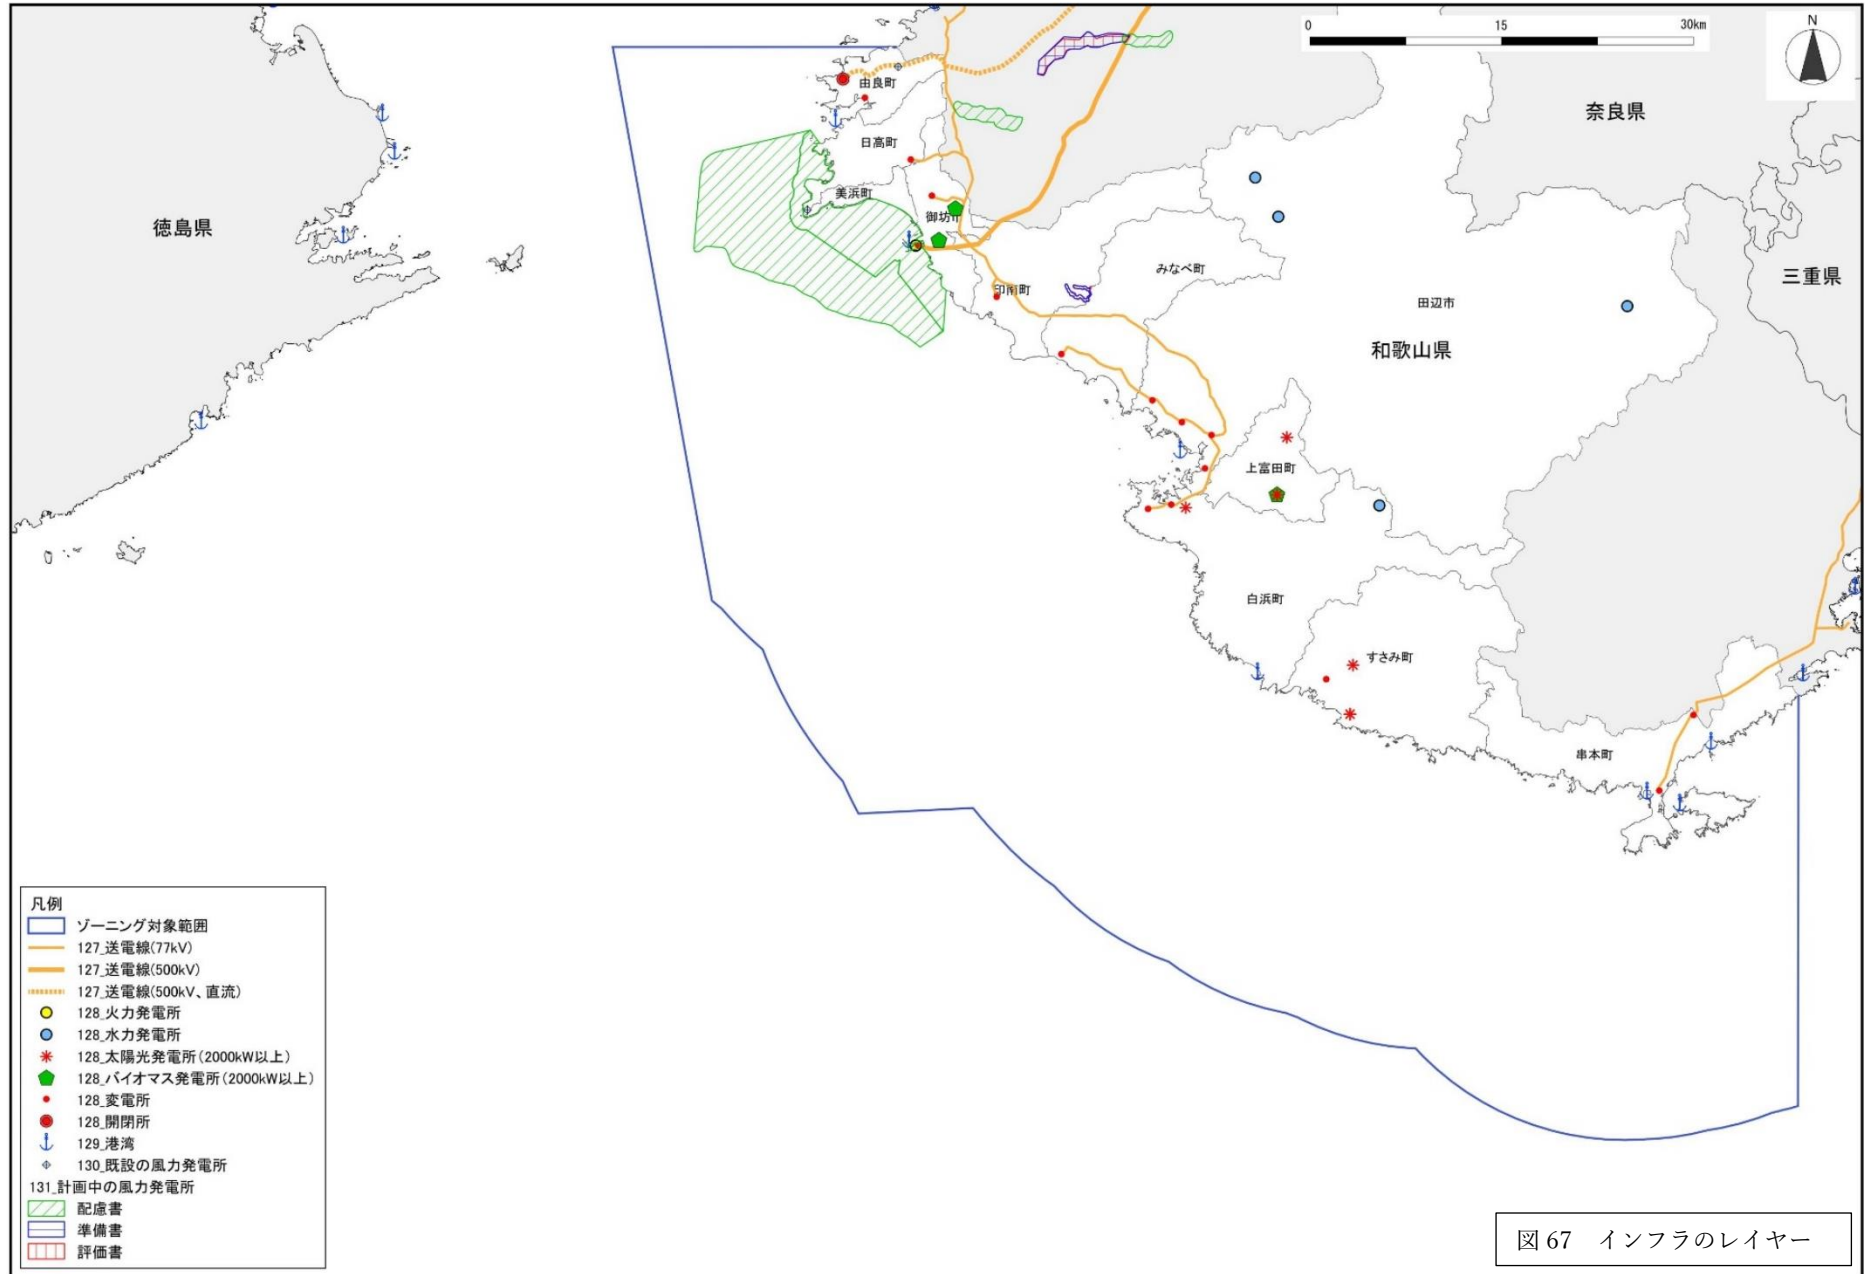 0 15 30km
N
奈良県
由良町
日高町
美浜町
徳島県
御坊市
みなべ町
三重県
印南町
田辺市
和歌山県
上富田町
白浜町
すさみ町
串本町
凡例
ゾーニング対象範囲
127_送電線(77kV)
127_送電線(500kV)
127_送電線(500kV、直流)
128_火力発電所
128_水力発電所
128_太陽光発電所(2000kW以上)
128_バイオマス発電所(2000kW以上)
128_変電所
128_開閉所
129_港湾
130_既設の風力発電所
131_計画中の風力発電所
配慮書
準備書
評価書
図 67 インフラのレイヤー